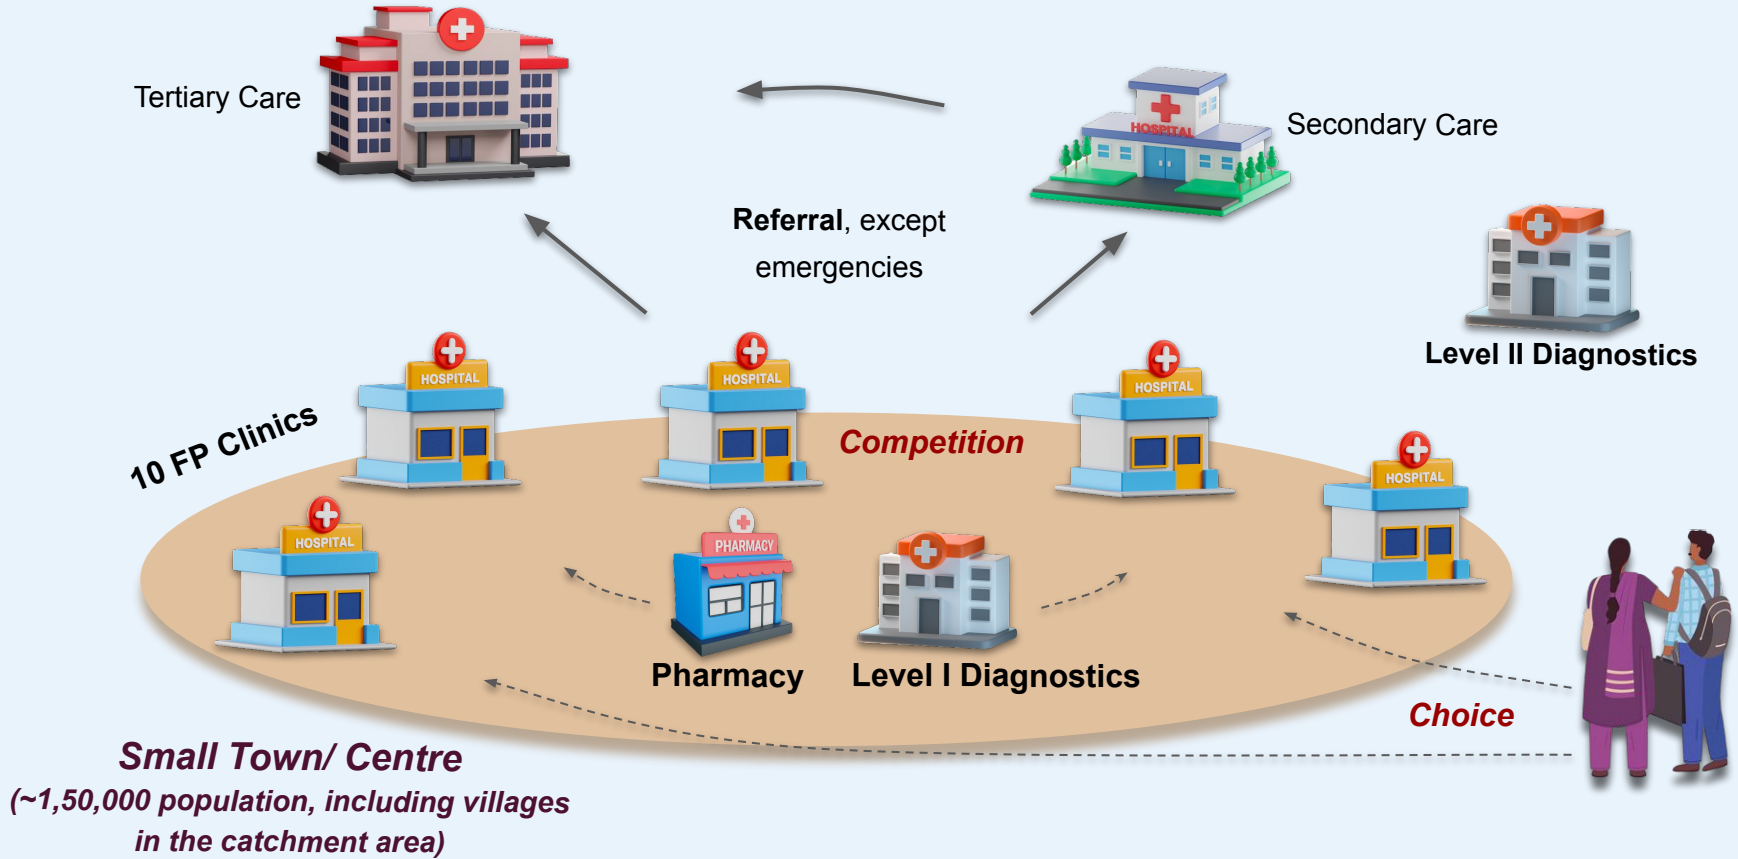 Tertiary Care
HOSPITAL
Secondary Care
Referral, except
emergencies
Level II Diagnostics
10 FP Clinics
HOSPITAL
HOSPITAL
HOSPITAL
Competition
HOSPITAL
HOSPITAL
PHARMACY
Pharmacy
Level I Diagnostics
Choice
Small Town/ Centre
(~1,50,000 population, including villages
in the catchment area)